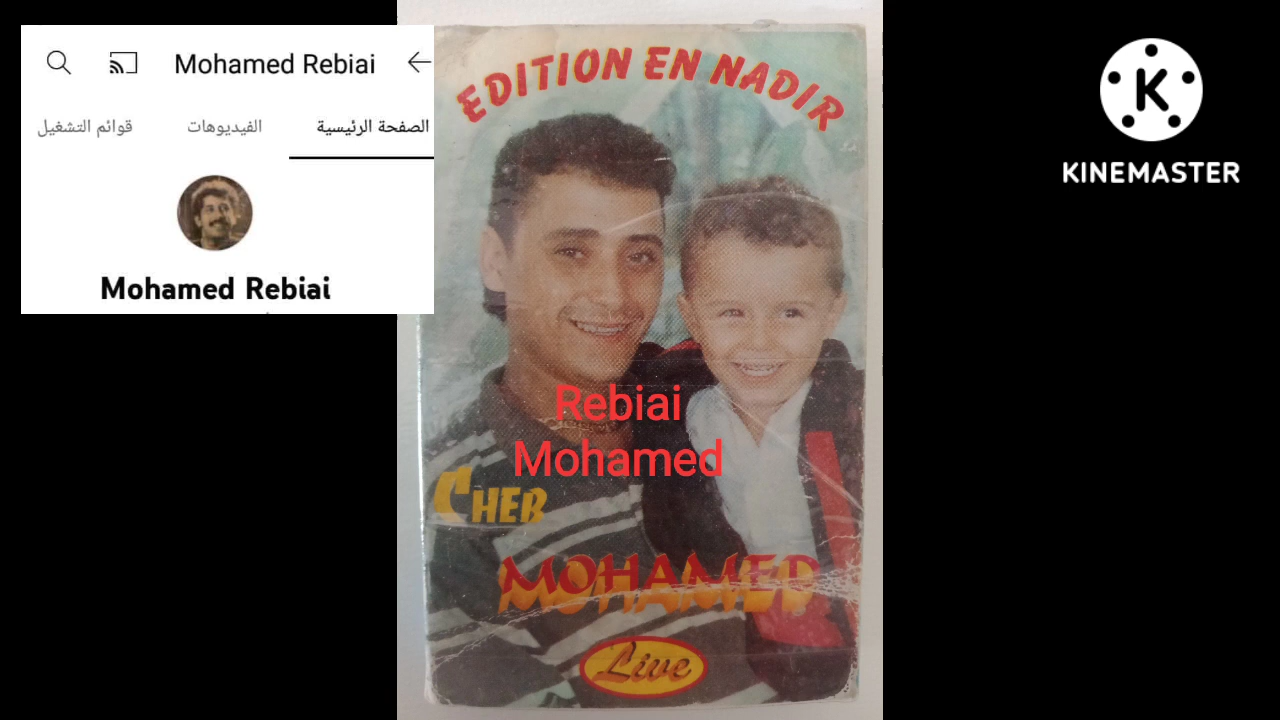 Mohamed Rebiai
الصفحة الرئيسية الفيديوهات قوائم التشغيل
Mohamed Rebiai
EDITION EN NADIR
Rebiai
Mohamed
CHEB
MOHAMED
Live
K
KINEMASTER